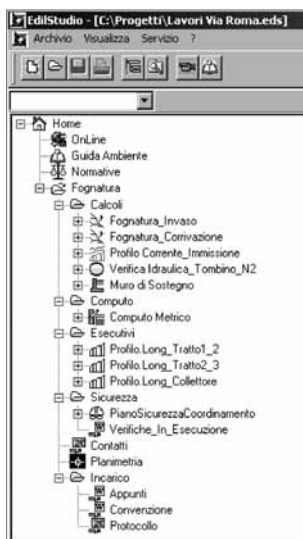 EdilStudio - [C:\Progetti\Lavori Via Roma.eds]
Archivio Visualizza Servizio ?
Home
OnLine
Guida Ambiente
Normative
Fognatura
Calcoli
Fognatura_Invaso
Fognatura_Corrivazione
Profilo Corrente_Immissione
Verifica Idraulica_Tombino_N2
Muro di Sostegno
Computo
Computo Metrico
Esecutivi
Profilo.Long_Tratto1_2
Profilo.Long_Tratto2_3
Profilo.Long_Collettore
Sicurezza
PianoSicurezzaCoordinamento
Verifiche_In_Esecuzione
Contatti
Planimetria
Incarico
Appunti
Convenzione
Protocollo